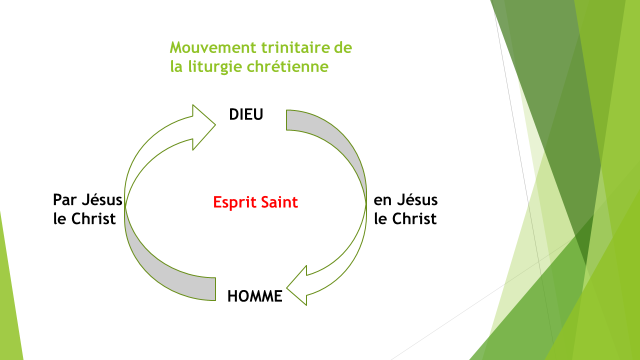 Mouvement trinitaire de
la liturgie chrétienne
DIEU
Par Jésus
le Christ
Esprit Saint
en Jésus
le Christ
HOMME